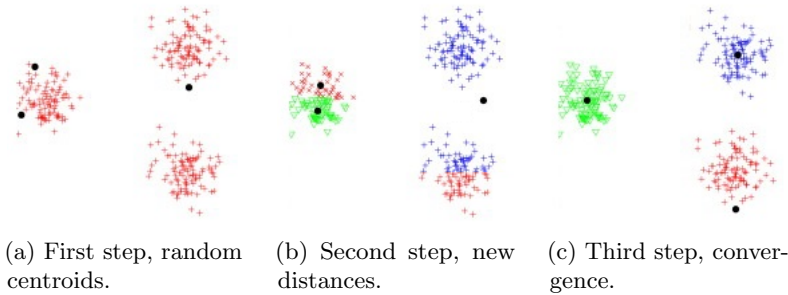 (a) First step, random
centroids.
(b) Second step, new
distances.
(c) Third step, conver-
gence.